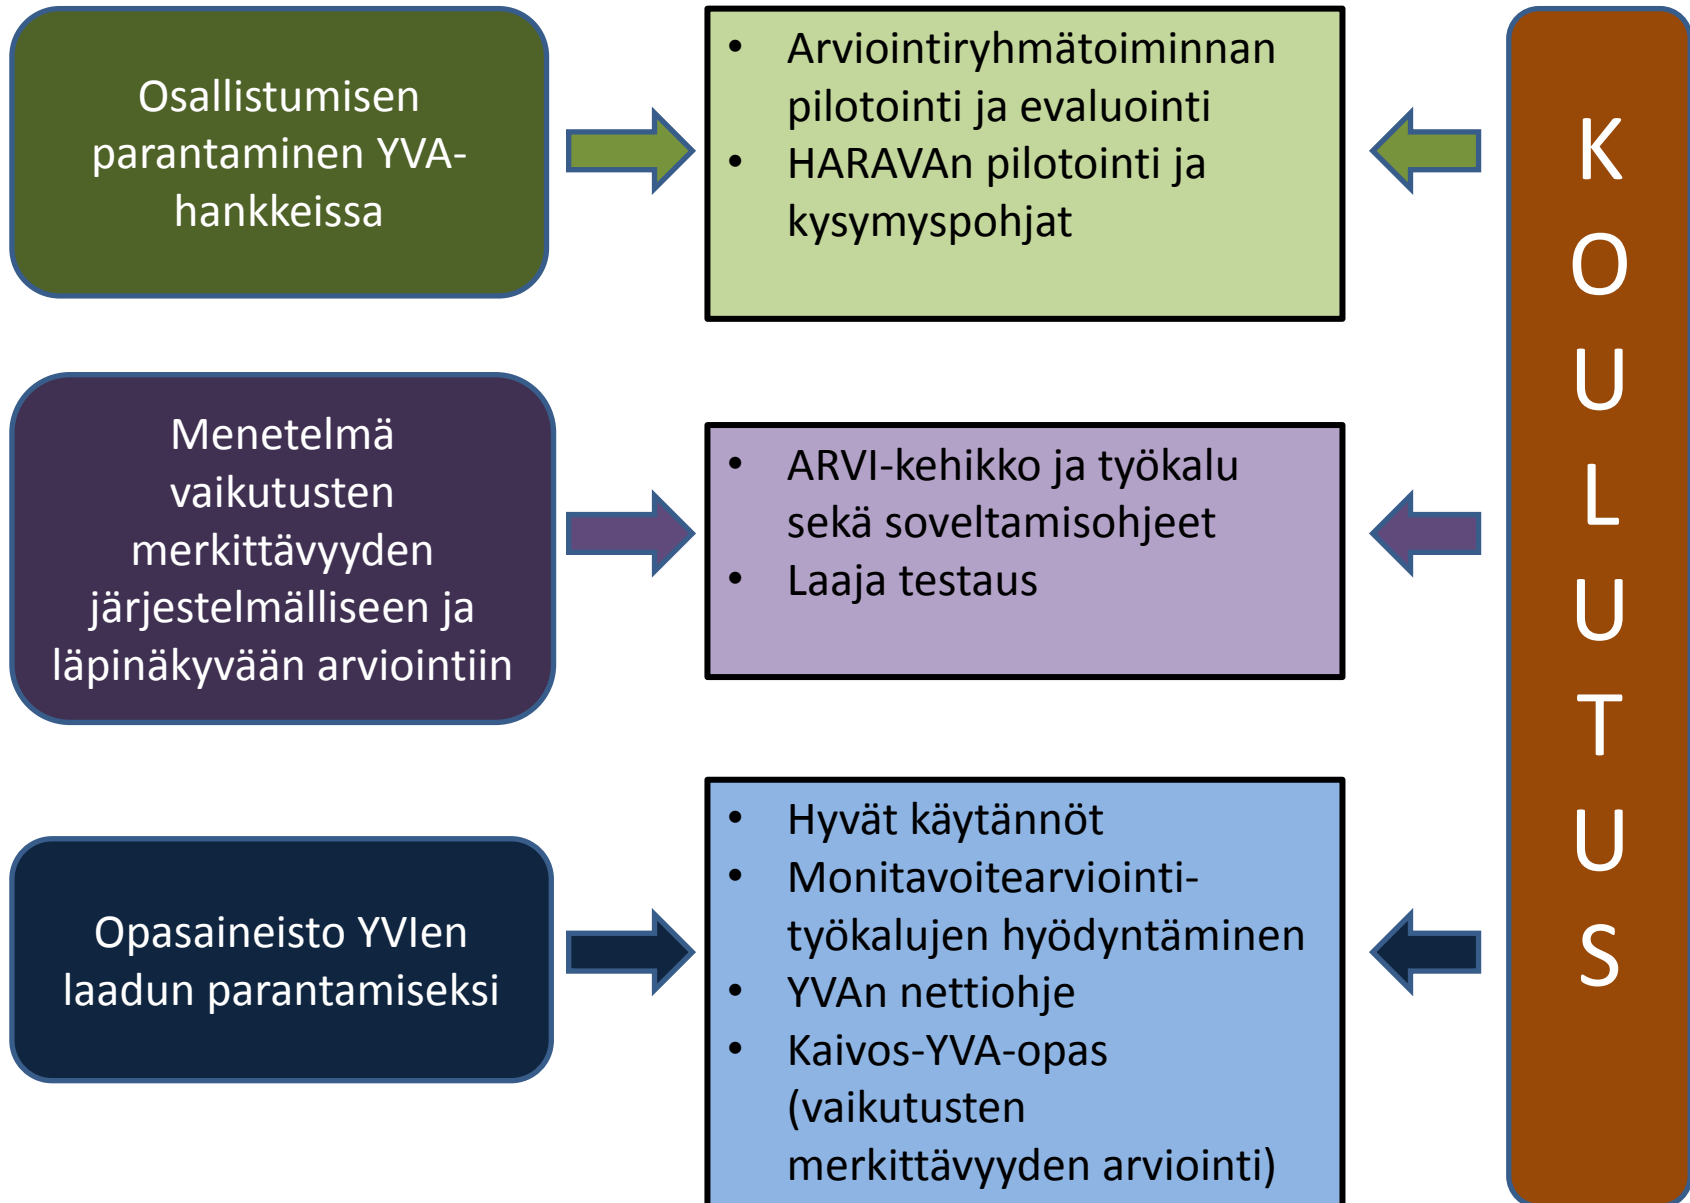 Osallistumisen
parantaminen YVA-
hankkeissa
• Arviointiryhmätoiminnan
pilotointi ja evaluointi
• HARAVAn pilotointi ja
kysymyspohjat
Menetelmä
vaikutusten
merkittävyyden
järjestelmälliseen ja
läpinäkyvään arviointiin
• ARVI-kehikko ja työkalu
sekä soveltamisohjeet
• Laaja testaus
Opasaineisto YVIen
laadun parantamiseksi
• Hyvät käytännöt
• Monitavoitearviointi-
työkalujen hyödyntäminen
• YVAn nettiohje
• Kaivos-YVA-opas
(vaikutusten
merkittävyyden arviointi)
K
O
U
L
U
T
U
S